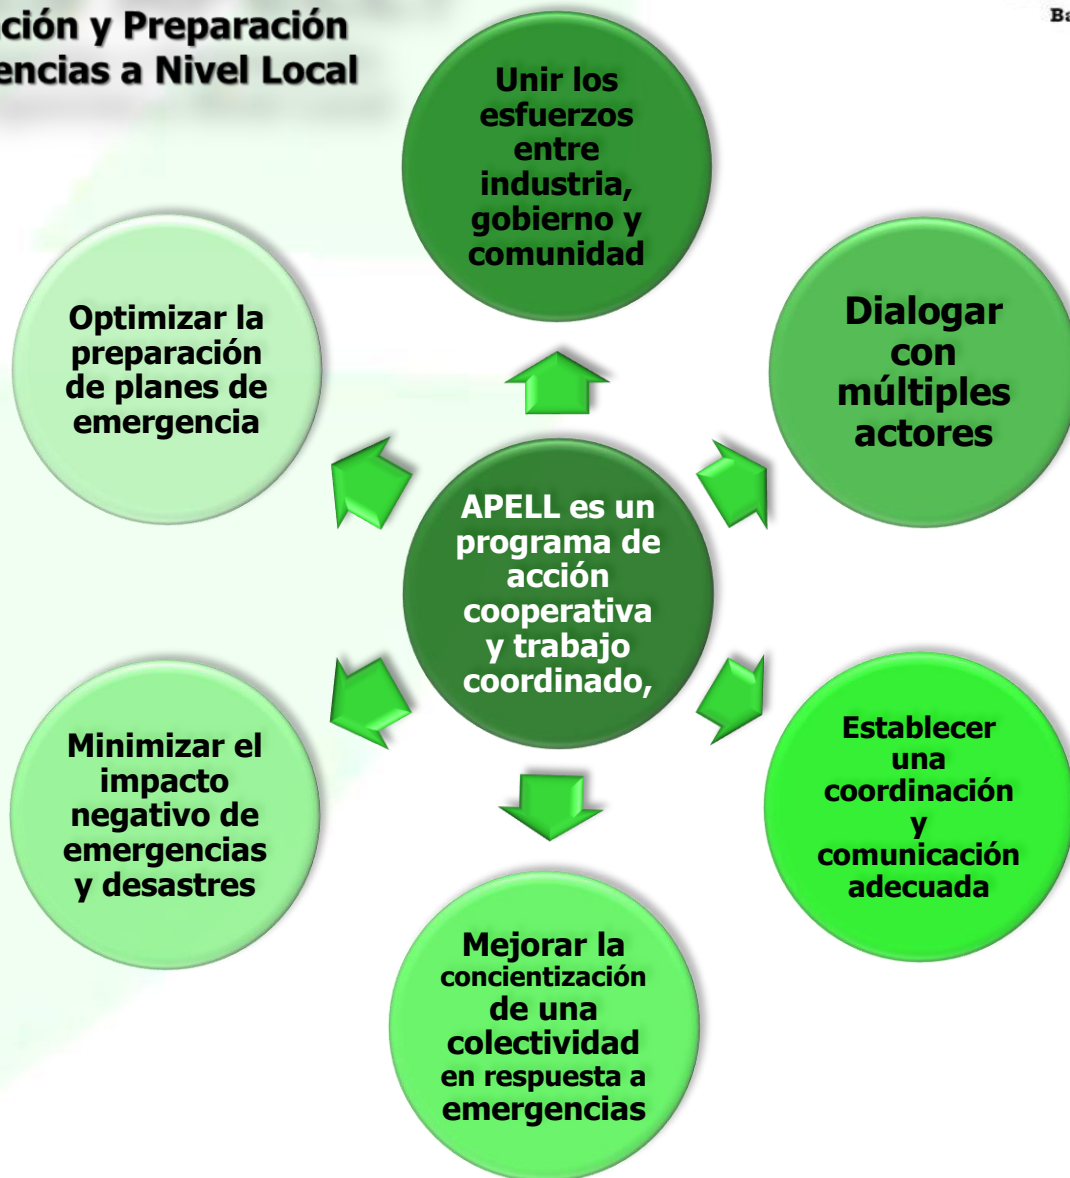 ción y Preparación
encias a Nivel Local
Ba
Unir los
esfuerzos
entre
industria,
gobierno y
comunidad
Dialogar
con
múltiples
actores
Establecer
una
coordinación
y
comunicación
adecuada
Mejorar la
concientización
de una
colectividad
en respuesta a
emergencias
Minimizar el
impacto
negativo de
emergencias
y desastres
Optimizar la
preparación
de planes de
emergencia
APELL es un
programa de
acción
cooperativa
y trabajo
coordinado,